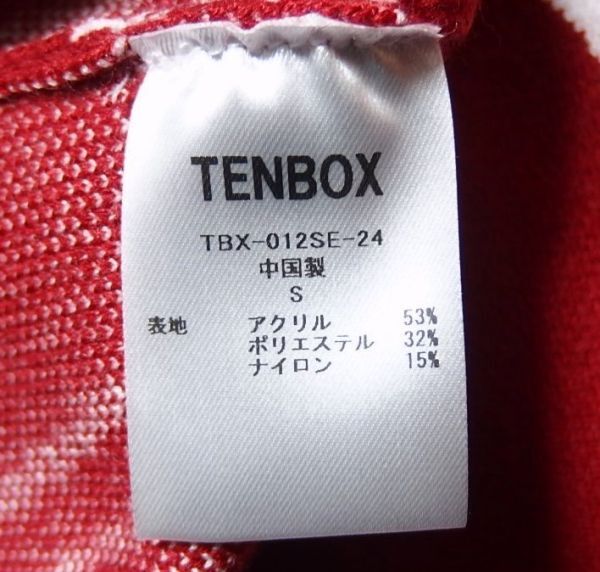 TENBOX
TBX-012SE-24
中国製
S
表地 アクリル 53%
ポリエステル 32%
ナイロン 15%